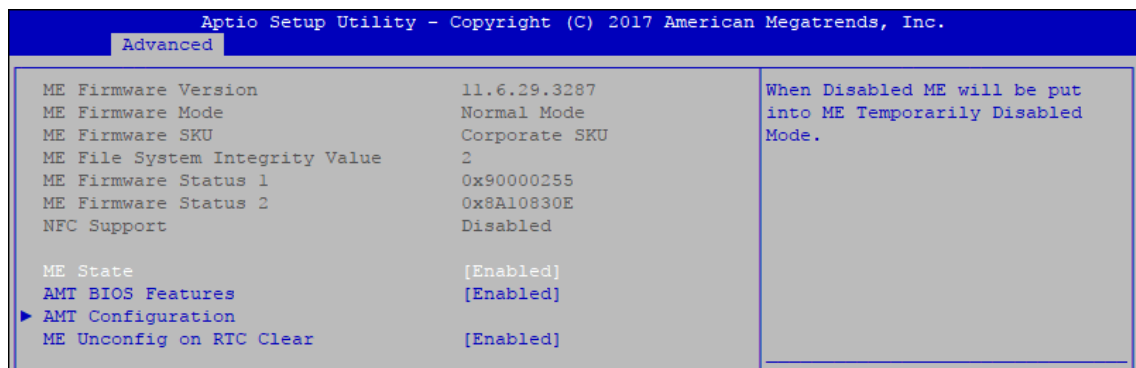 Aptio Setup Utility - Copyright (C) 2017 American Megatrends, Inc.
Advanced
ME Firmware Version 11.6.29.3287
ME Firmware Mode Normal Mode
ME Firmware SKU Corporate SKU
ME File System Integrity Value 2
ME Firmware Status 1 0x90000255
ME Firmware Status 2 0x8A10830E
NFC Support Disabled
ME State [Enabled]
AMT BIOS Features [Enabled]
► AMT Configuration
ME Unconfig on RTC Clear [Enabled]
When Disabled ME will be put
into ME Temporarily Disabled
Mode.